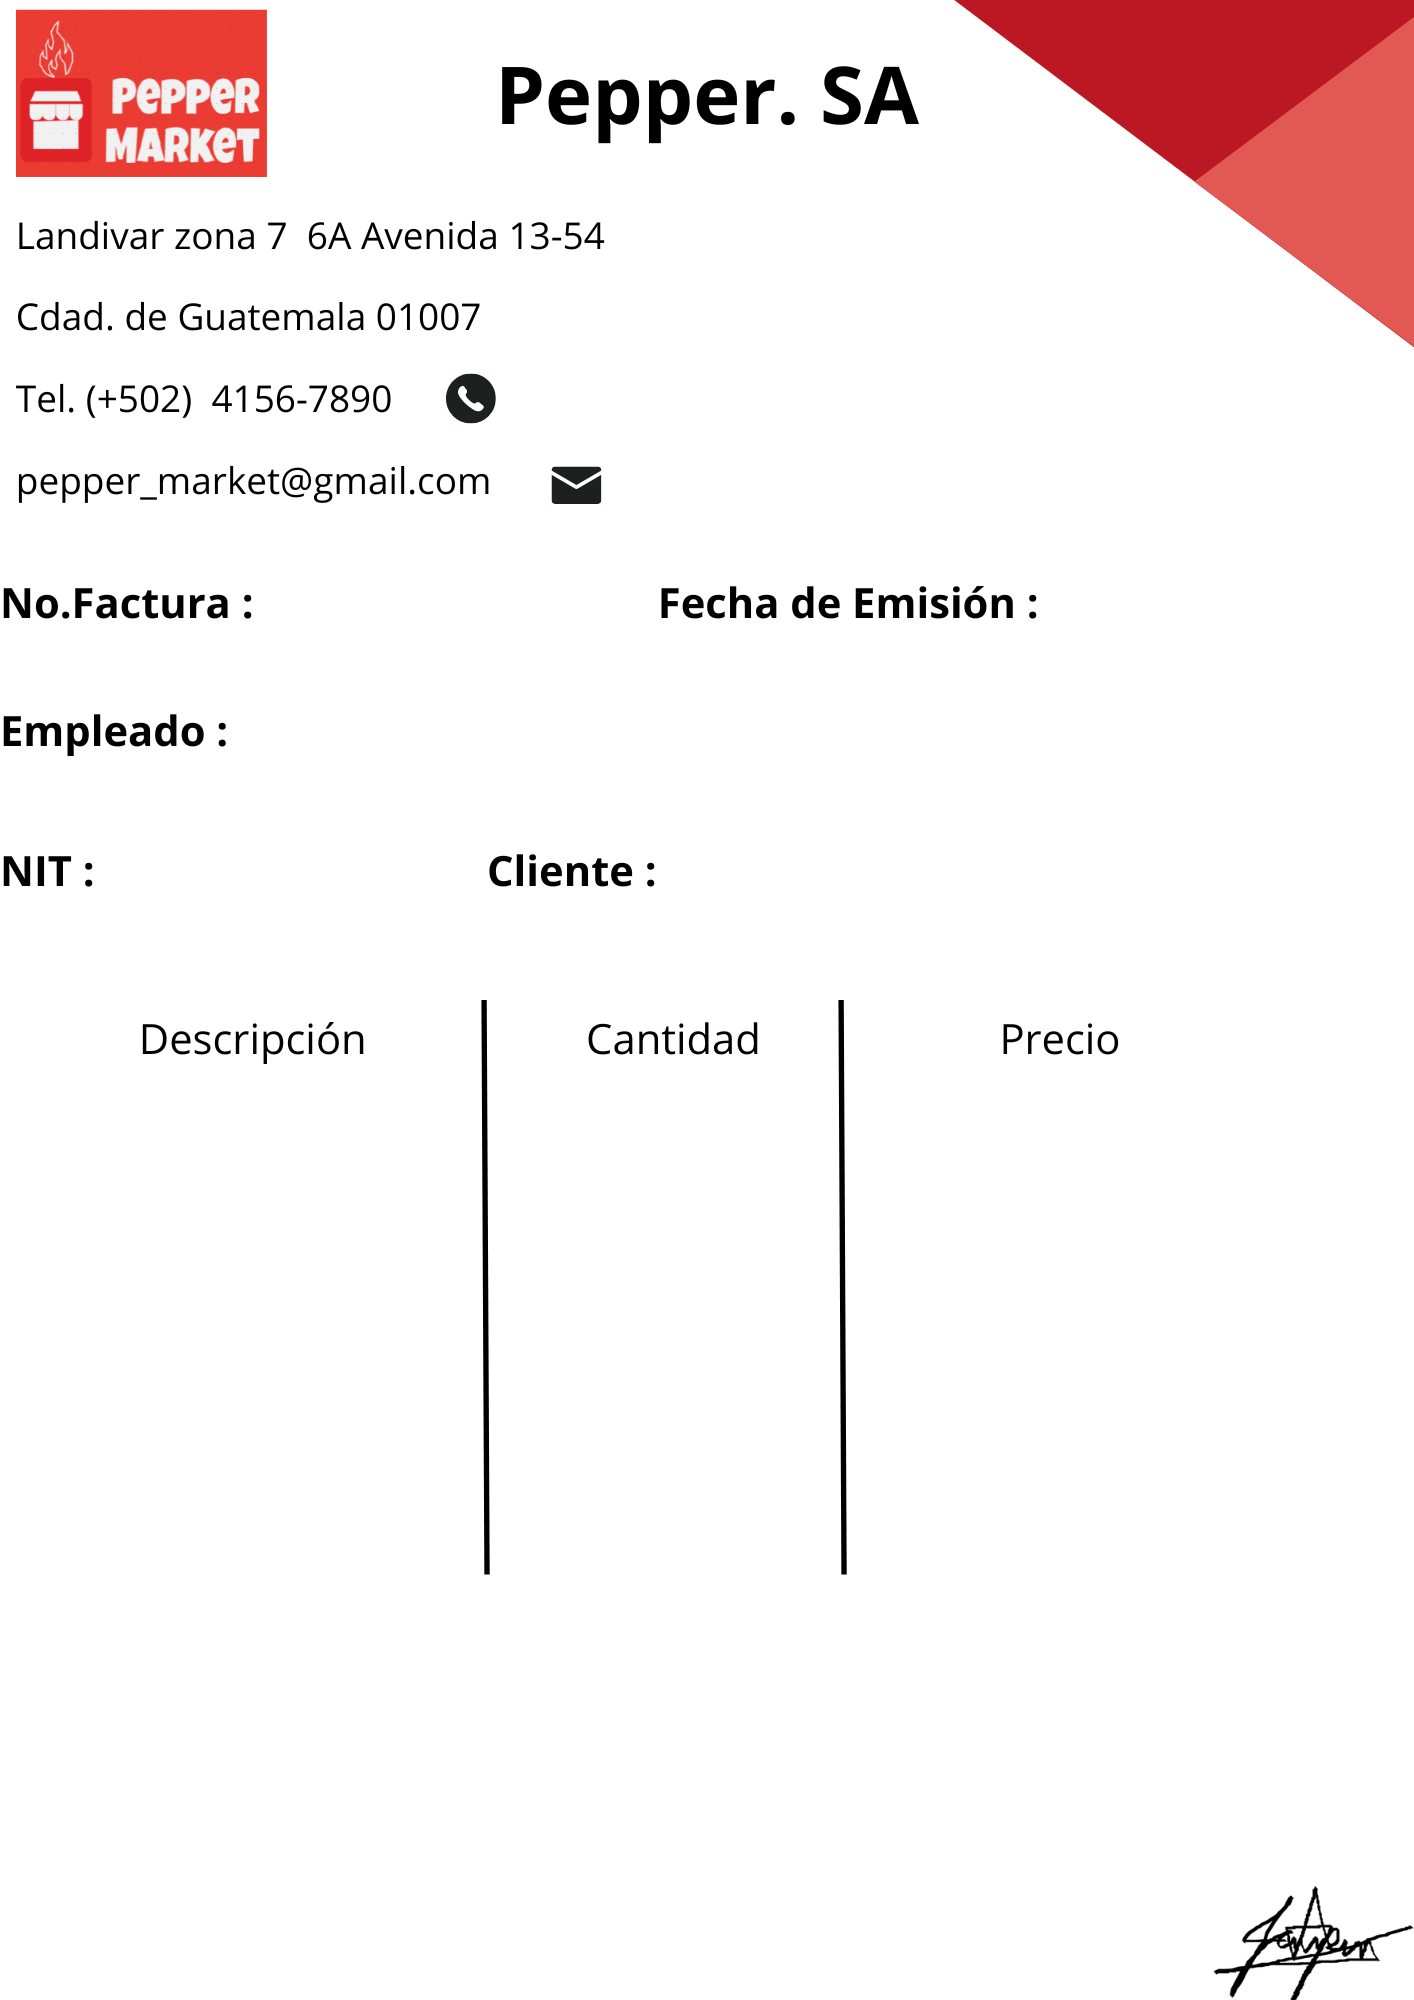 PEPPER
MARKET
Pepper. SA
Landivar zona 7  6A Avenida 13-54
Cdad. de Guatemala 01007
Tel. (+502)  4156-7890
pepper_market@gmail.com
No.Factura :
Fecha de Emisión :
Empleado :
NIT :
Cliente :
Descripción
Cantidad
Precio